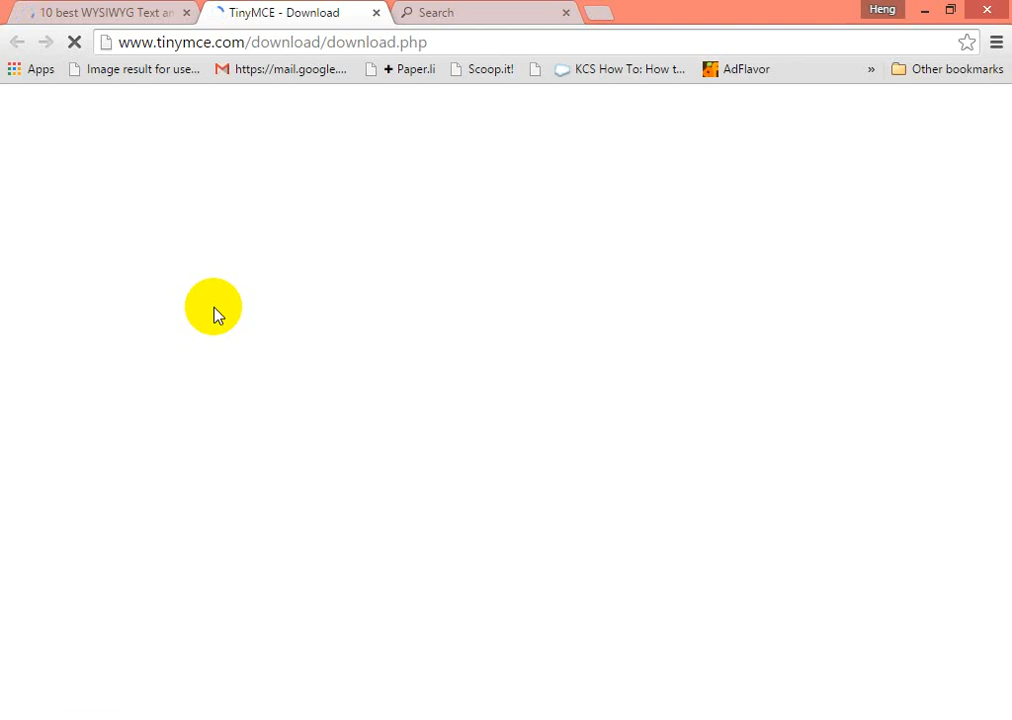 10 best WYSIWYG Text an
TinyMCE - Download
Search
Heng
www.tinymce.com/download/download.php
Apps
Image result for use...
https://mail.google....
+ Paper.li
Scoop.it!
KCS How To: How t...
AdFlavor
»
Other bookmarks